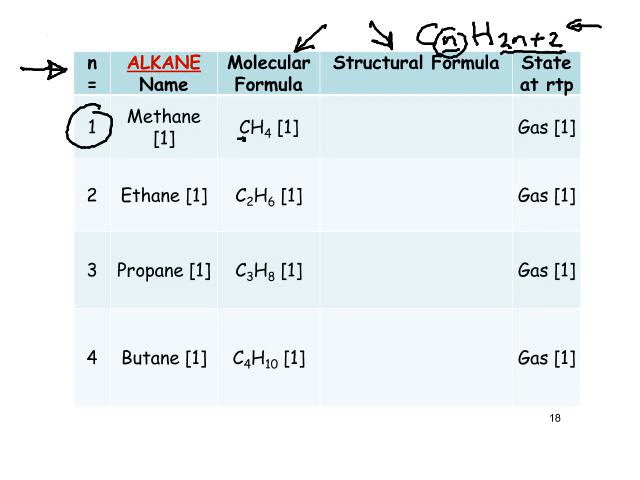 CnH2n+2
n = ALKANE Name Molecular Formula Structural Formula State at rtp
1 Methane [1] CH4 [1] Gas [1]
2 Ethane [1] C2H6 [1] Gas [1]
3 Propane [1] C3H8 [1] Gas [1]
4 Butane [1] C4H10 [1] Gas [1]
18